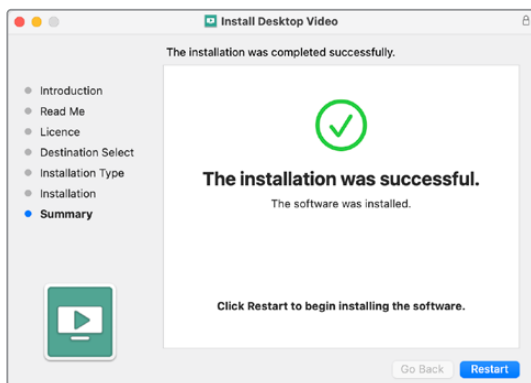 Install Desktop Video
The installation was completed successfully.
Introduction
Read Me
Licence
Destination Select
Installation Type
Installation
Summary
The installation was successful.
The software was installed.
Click Restart to begin installing the software.
Go Back
Restart